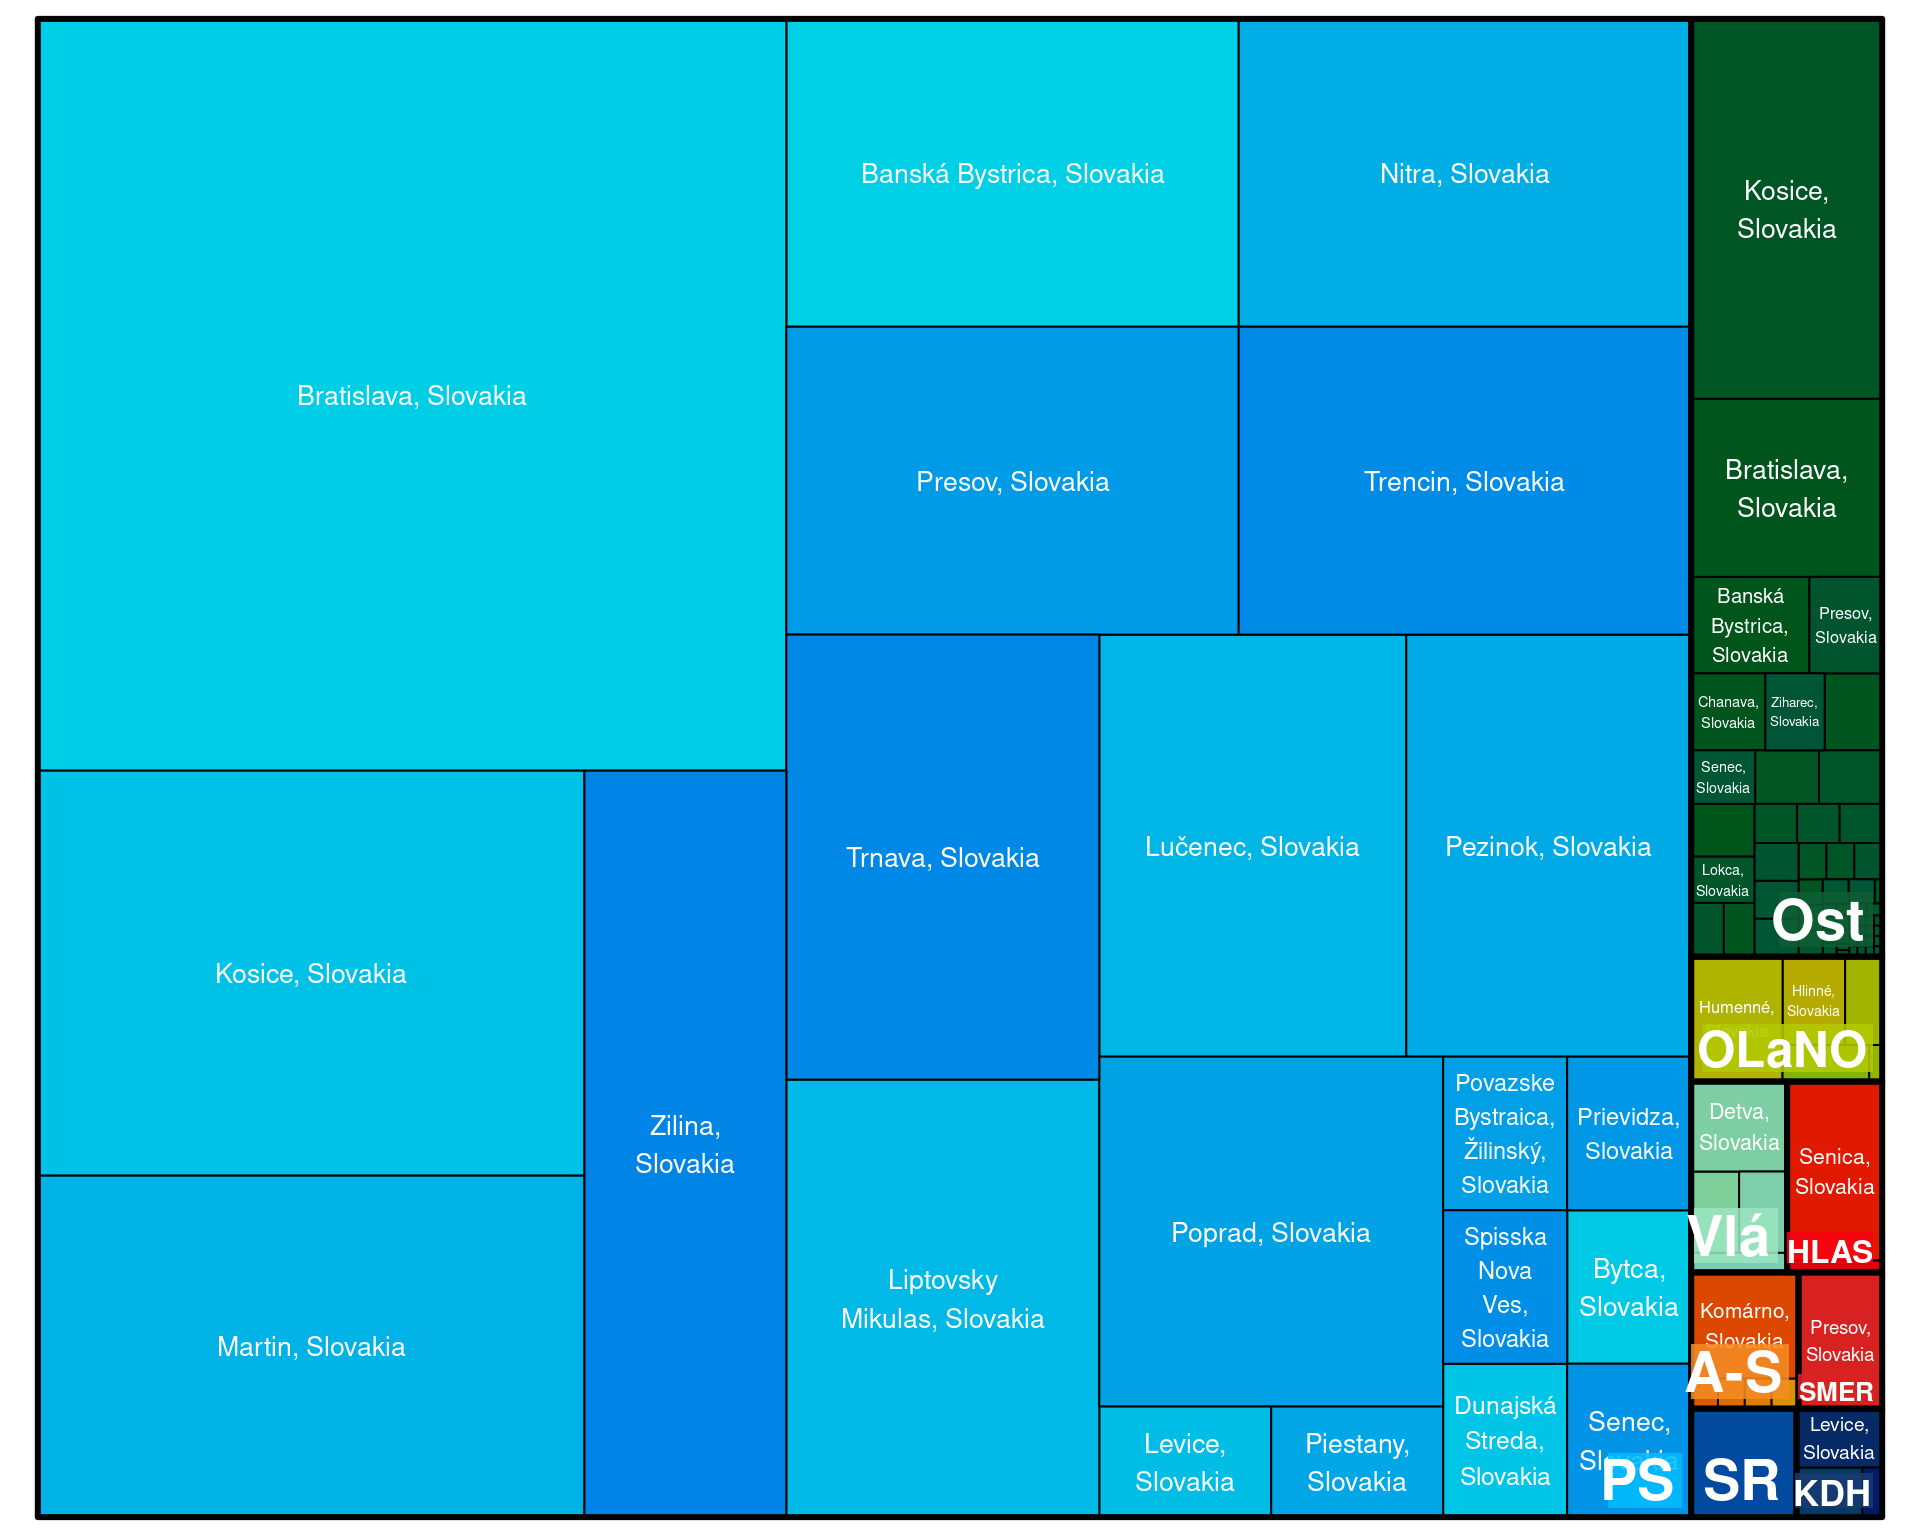 Bratislava, Slovakia
Banská Bystrica, Slovakia
Nitra, Slovakia
Presov, Slovakia
Trencin, Slovakia
Kosice, Slovakia
Martin, Slovakia
Zilina,
Slovakia
Trnava, Slovakia
Lučenec, Slovakia
Pezinok, Slovakia
Liptovsky
Mikulas, Slovakia
Poprad, Slovakia
Levice,
Slovakia
Piestany,
Slovakia
Povazske
Bystraica,
Žilinský,
Slovakia
Prievidza,
Slovakia
Spisska
Nova
Ves,
Slovakia
Bytca,
Slovakia
Dunajská
Streda,
Slovakia
Senec,
Slovakia
PS
Kosice,
Slovakia
Bratislava,
Slovakia
Banská
Bystrica,
Slovakia
Presov,
Slovakia
Chanava,
Slovakia
Ziharec,
Slovakia
Senec,
Slovakia
Lokca,
Slovakia
Ost
Humenné,
Hlinné,
Slovakia
OLaNO
Detva,
Slovakia
Vlá
Senica,
Slovakia
HLAS
Komárno,
Slovakia
A-S
Presov,
Slovakia
SMER
SR
Levice,
Slovakia
KDH